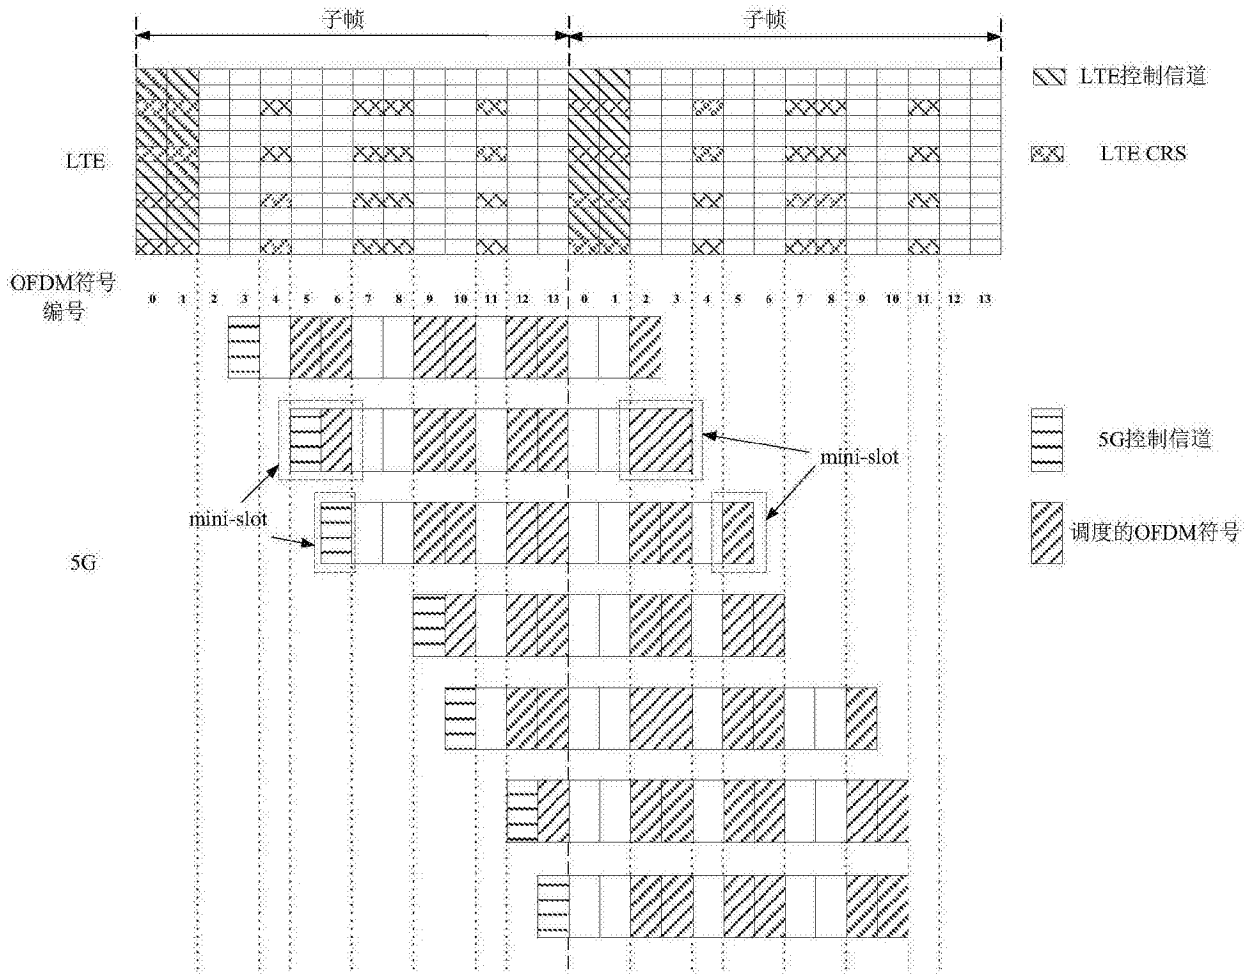 子帧 子帧
LTE控制信道
LTE
LTE CRS
OFDM符号
编号
0 1 2 3 4 5 6 7 8 9 10 11 12 13 0 1 2 3 4 5 6 7 8 9 10 11 12 13
5G控制信道
mini-slot
mini-slot
调度的OFDM符号
5G